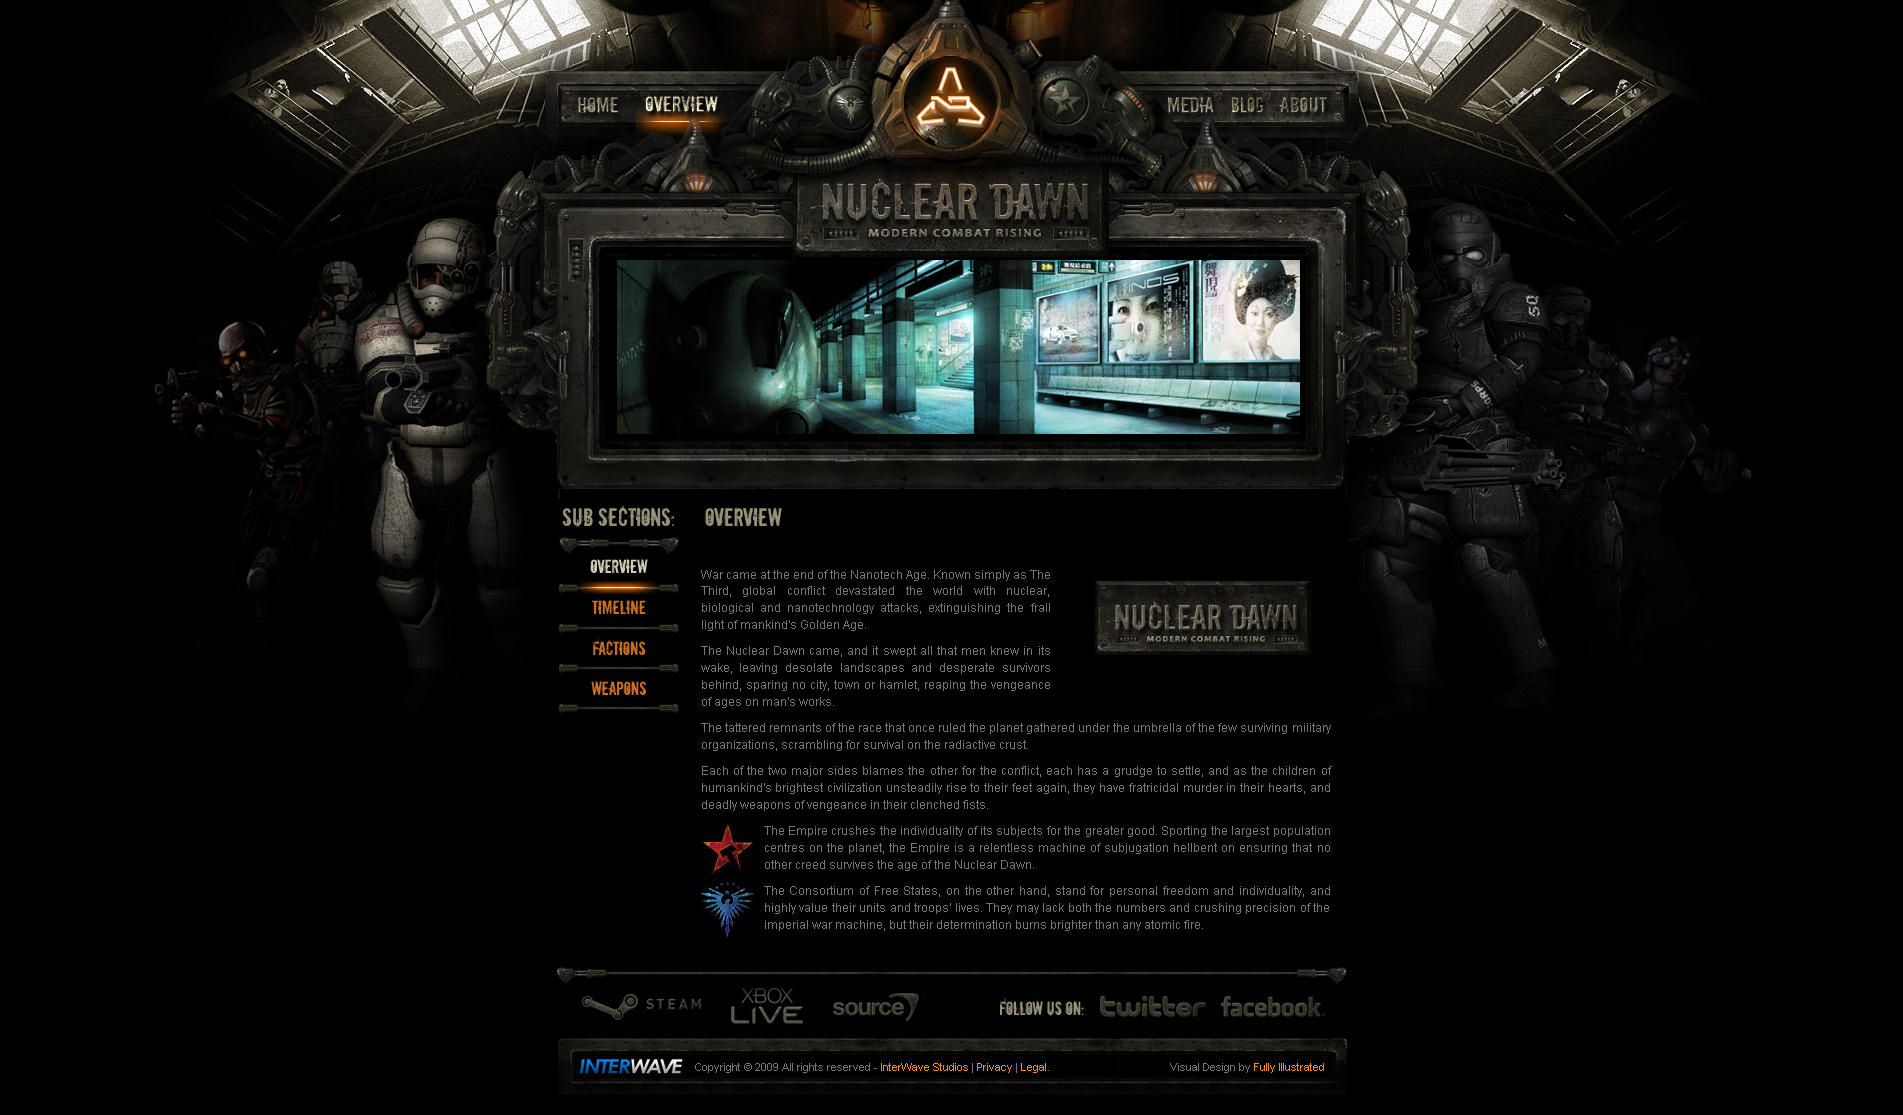 HOME
OVERVIEW
MEDIA
BLOG
ABOUT
NUCLEAR DAWN
MODERN COMBAT RISING
SUB SECTIONS:
OVERVIEW
TIMELINE
FACTIONS
WEAPONS
OVERVIEW
War came at the end of the Nanotech Age. Known simply as The
Third, global conflict devastated the world with nuclear,
biological and nanotechnology attacks, extinguishing the frail
light of mankind's Golden Age.
The Nuclear Dawn came, and it swept all that men knew in its
wake, leaving desolate landscapes and desperate survivors
behind, sparing no city, town or hamlet, reaping the vengeance
of ages on man's works.
NUCLEAR DAWN
MODERN COMBAT RISING
The tattered remnants of the race that once ruled the planet gathered under the umbrella of the few surviving military
organizations, scrambling for survival on the radiactive crust.
Each of the two major sides blames the other for the conflict, each has a grudge to settle, and as the children of
humankind's brightest civilization unsteadily rise to their feet again, they have fratricidal murder in their hearts, and
deadly weapons of vengeance in their clenched fists.
The Empire crushes the individuality of its subjects for the greater good. Sporting the largest population
centres on the planet, the Empire is a relentless machine of subjugation hellbent on ensuring that no
other creed survives the age of the Nuclear Dawn.
The Consortium of Free States, on the other hand, stand for personal freedom and individuality, and
highly value their units and troops' lives. They may lack both the numbers and crushing precision of the
imperial war machine, but their determination burns brighter than any atomic fire.
STEAM
XBOX
LIVE
source
FOLLOW US ON:
twitter
facebook.
INTERWAVE
Copyright © 2009 All rights reserved - InterWave Studios | Privacy | Legal.
Visual Design by Fully Illustrated